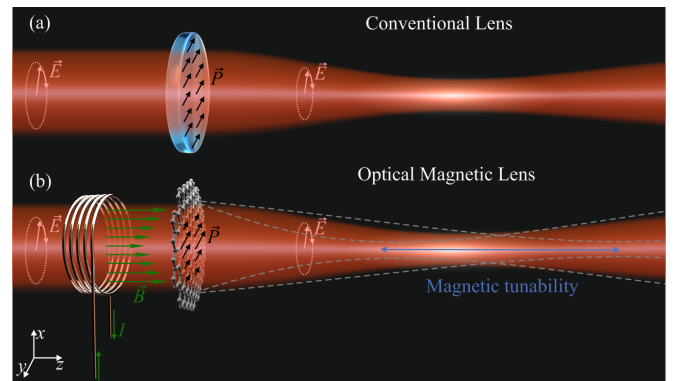 (a)
Conventional Lens
E⃗
P⃗
E⃗
(b)
Optical Magnetic Lens
E⃗
P⃗
E⃗
B⃗
Magnetic tunability
I
x
y
z